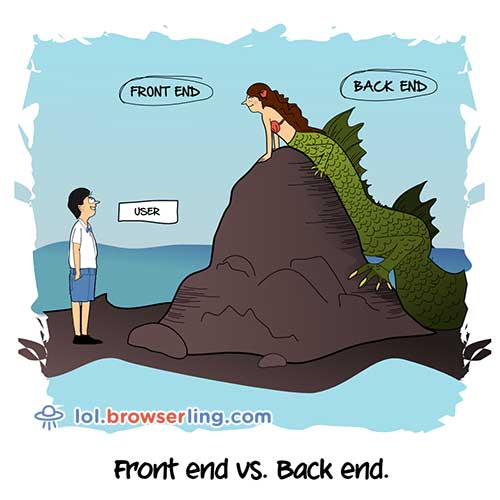 FRONT END
BACK END
USER
lol.browserling.com
Front end vs. Back end.